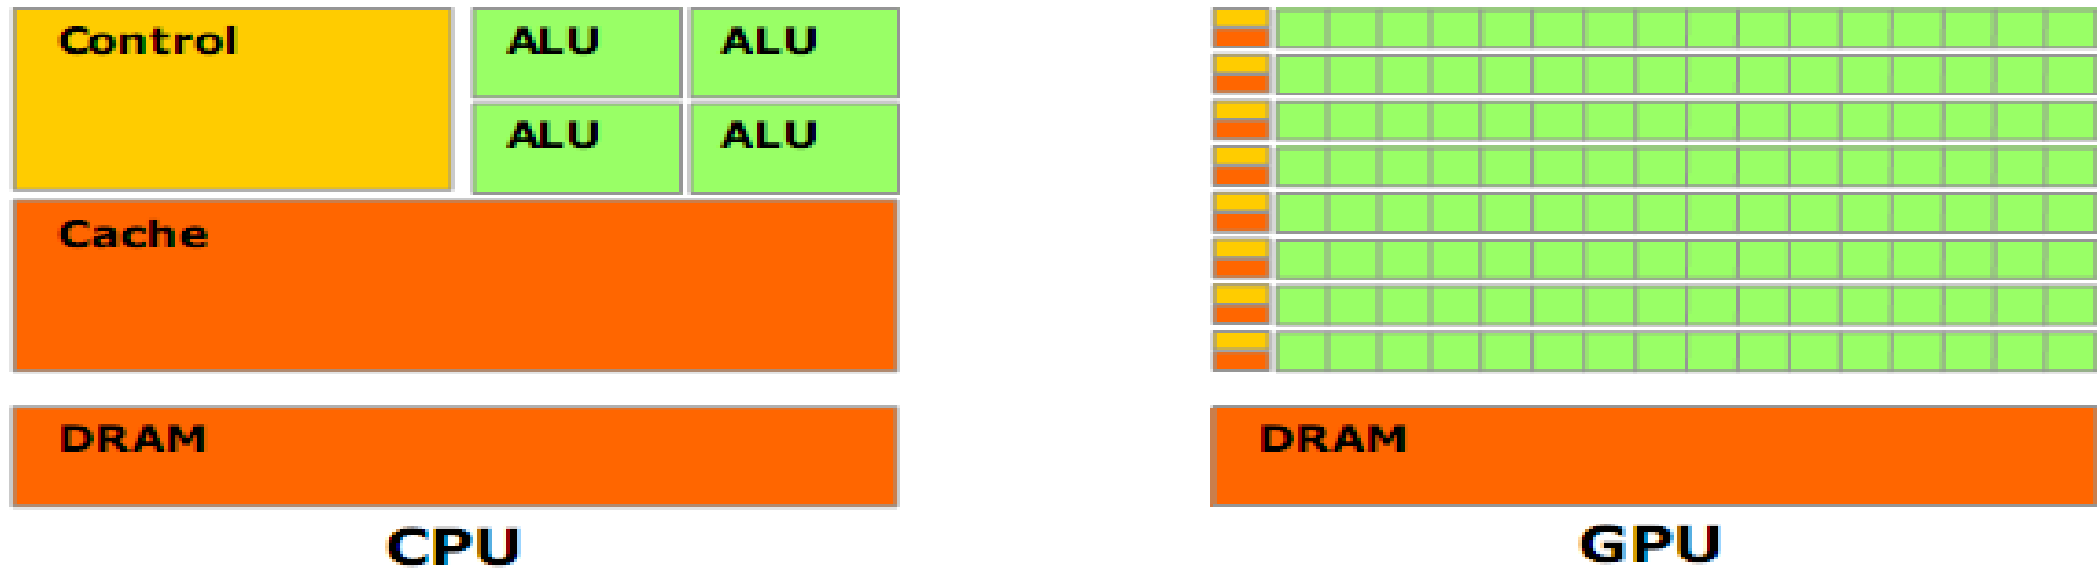 Control
ALU ALU
ALU ALU
Cache
DRAM
CPU
DRAM
GPU